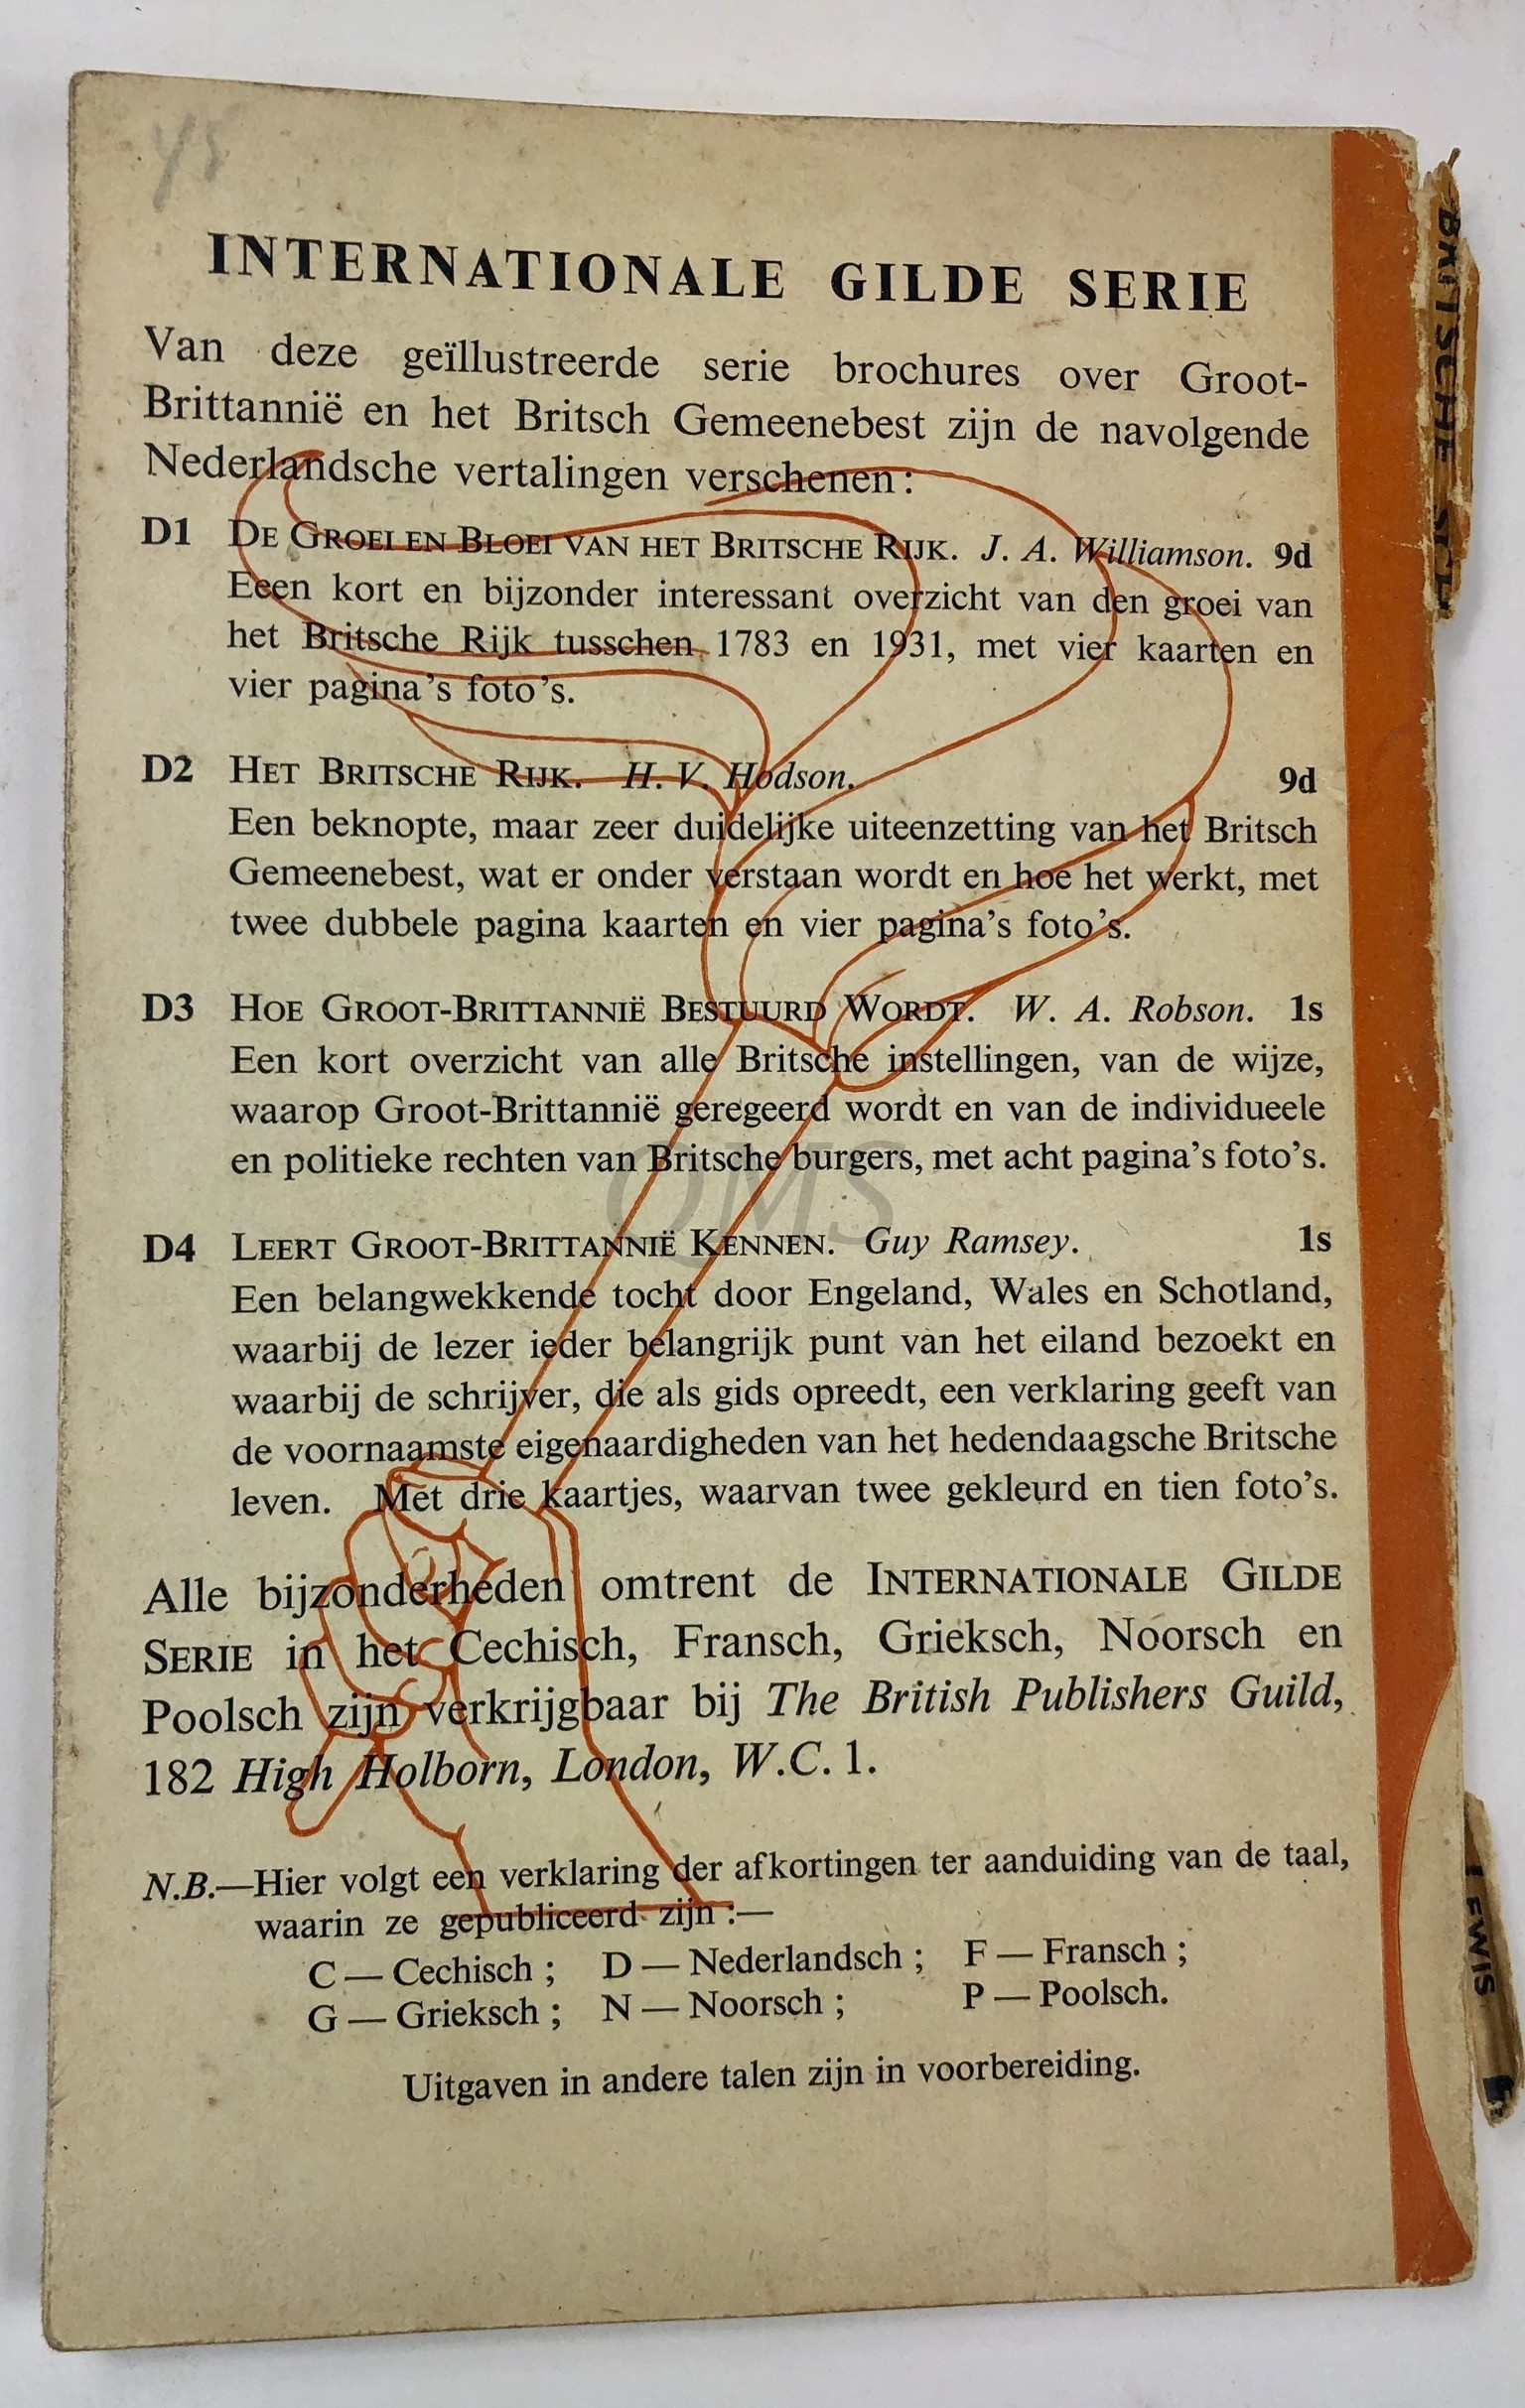 48
INTERNATIONALE GILDE SERIE
Van deze geïllustreerde serie brochures over Groot-
Brittannië en het Britsch Gemeenebest zijn de navolgende
Nederlandsche vertalingen verschenen:
D1 DE GROEI EN BLOEI VAN HET BRITSCHE RIJK. J. A. Williamson. 9d
Eeen kort en bijzonder interessant overzicht van den groei van
het Britsche Rijk tusschen 1783 en 1931, met vier kaarten en
vier pagina's foto's.
D2 HET BRITSCHE RIJK. H. V. Hodson. 9d
Een beknopte, maar zeer duidelijke uiteenzetting van het Britsch
Gemeenebest, wat er onder verstaan wordt en hoe het werkt, met
twee dubbele pagina kaarten en vier pagina's foto's.
D3 HOE GROOT-BRITTANNIË BESTUURD WORDT. W. A. Robson. 1s
Een kort overzicht van alle Britsche instellingen, van de wijze,
waarop Groot-Brittannië geregeerd wordt en van de individueele
en politieke rechten van Britsche burgers, met acht pagina's foto's.
QMS
D4 LEERT GROOT-BRITTANNIË KENNEN. Guy Ramsey. 1s
Een belangwekkende tocht door Engeland, Wales en Schotland,
waarbij de lezer ieder belangrijk punt van het eiland bezoekt en
waarbij de schrijver, die als gids opreedt, een verklaring geeft van
de voornaamste eigenaardigheden van het hedendaagsche Britsche
leven. Met drie kaartjes, waarvan twee gekleurd en tien foto's.
Alle bijzonderheden omtrent de INTERNATIONALE GILDE
SERIE in het Cechisch, Fransch, Grieksch, Noorsch en
Poolsch zijn verkrijgbaar bij The British Publishers Guild,
182 High Holborn, London, W.C. 1.
N.B.—Hier volgt een verklaring der afkortingen ter aanduiding van de taal,
waarin ze gepubliceerd zijn :—
C — Cechisch ; D — Nederlandsch ; F — Fransch ;
G — Grieksch ; N — Noorsch ; P — Poolsch.
Uitgaven in andere talen zijn in voorbereiding.
BRITSCHE
LEWIS